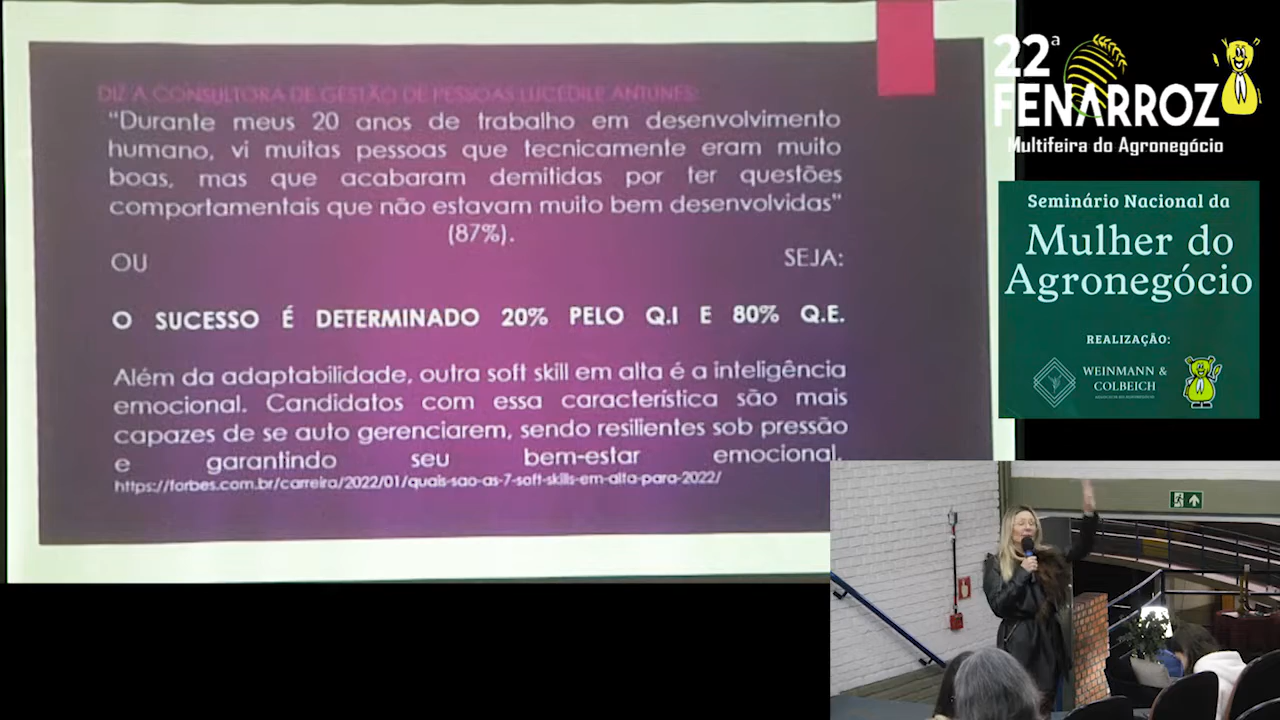 DIZ A CONSULTORA DE GESTÃO DE PESSOAS LUCEDILE ANTUNES:
“Durante meus 20 anos de trabalho em desenvolvimento
humano, vi muitas pessoas que tecnicamente eram muito
boas, mas que acabaram demitidas por ter questões
comportamentais que não estavam muito bem desenvolvidas”
(87%).
OU SEJA:
O SUCESSO É DETERMINADO 20% PELO Q.I E 80% Q.E.
Além da adaptabilidade, outra soft skill em alta é a inteligência
emocional. Candidatos com essa característica são mais
capazes de se auto gerenciarem, sendo resilientes sob pressão
e garantindo seu bem-estar emocional.
https://forbes.com.br/carreira/2022/01/quais-sao-as-7-soft-skills-em-alta-para-2022/
22ª
FENARROZ
Multifeira do Agronegócio
Seminário Nacional da
Mulher do
Agronegócio
REALIZAÇÃO:
WEINMANN &
COLBEICH